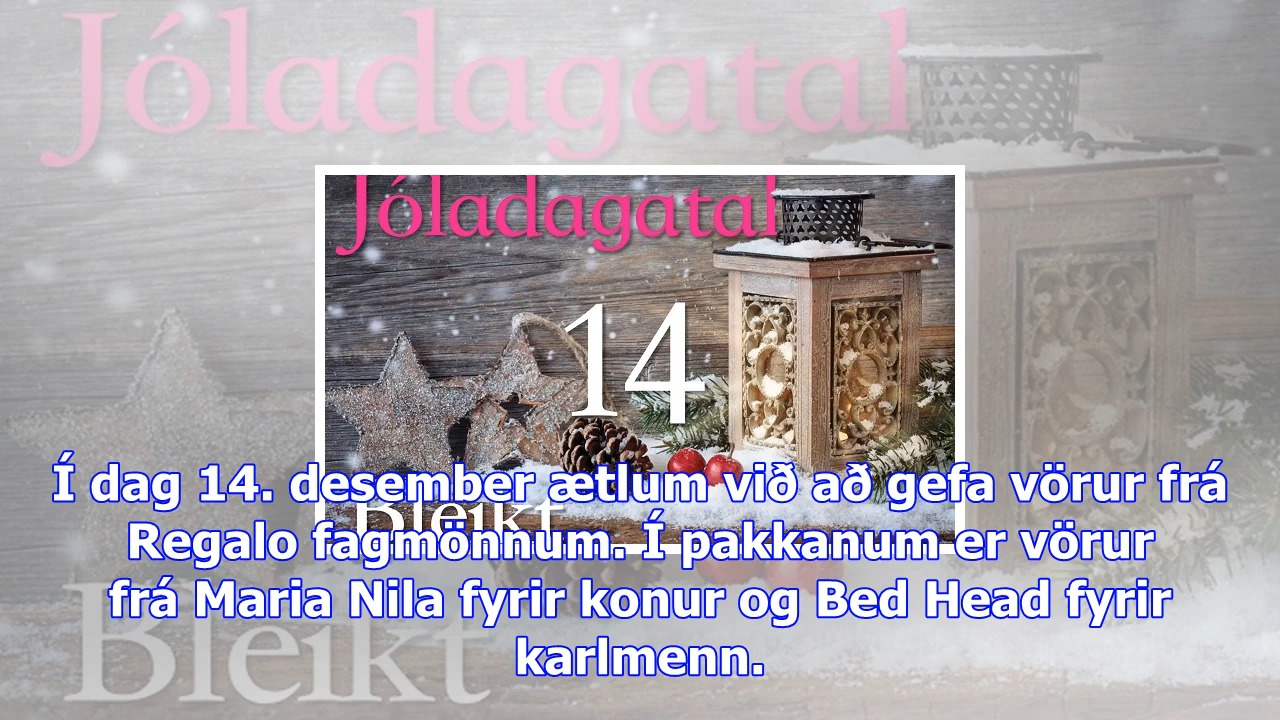 Jóladagatal
Jóladagatal
14
Í dag 14. desember ætlum við að gefa vörur frá
Bleikt
Regalo fagmönnum. Í pakkanum er vörur
frá Maria Nila fyrir konur og Bed Head fyrir
karlmenn.
Bleikt